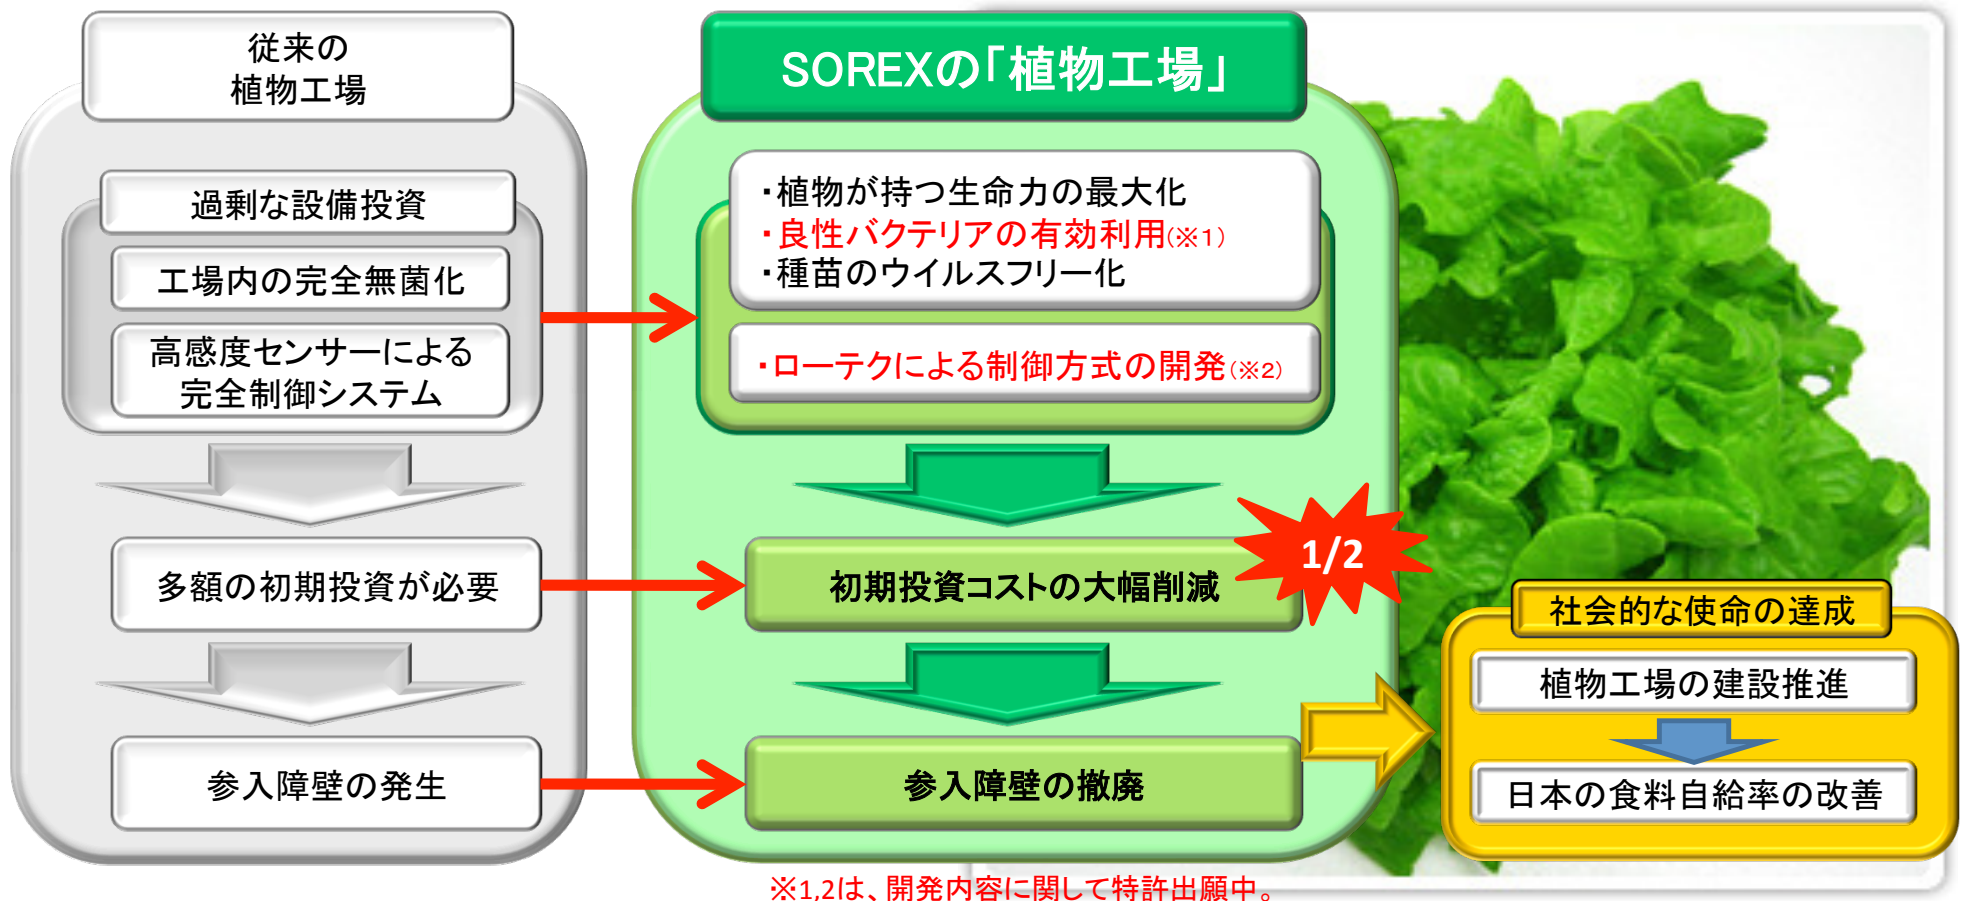 従来の
植物工場
過剰な設備投資
工場内の完全無菌化
高感度センサーによる
完全制御システム
多額の初期投資が必要
参入障壁の発生
SOREXの「植物工場」
・植物が持つ生命力の最大化
・良性バクテリアの有効利用(※1)
・種苗のウイルスフリー化
・ローテクによる制御方式の開発(※2)
初期投資コストの大幅削減
1/2
参入障壁の撤廃
社会的な使命の達成
植物工場の建設推進
日本の食料自給率の改善
※1,2は、開発内容に関して特許出願中。